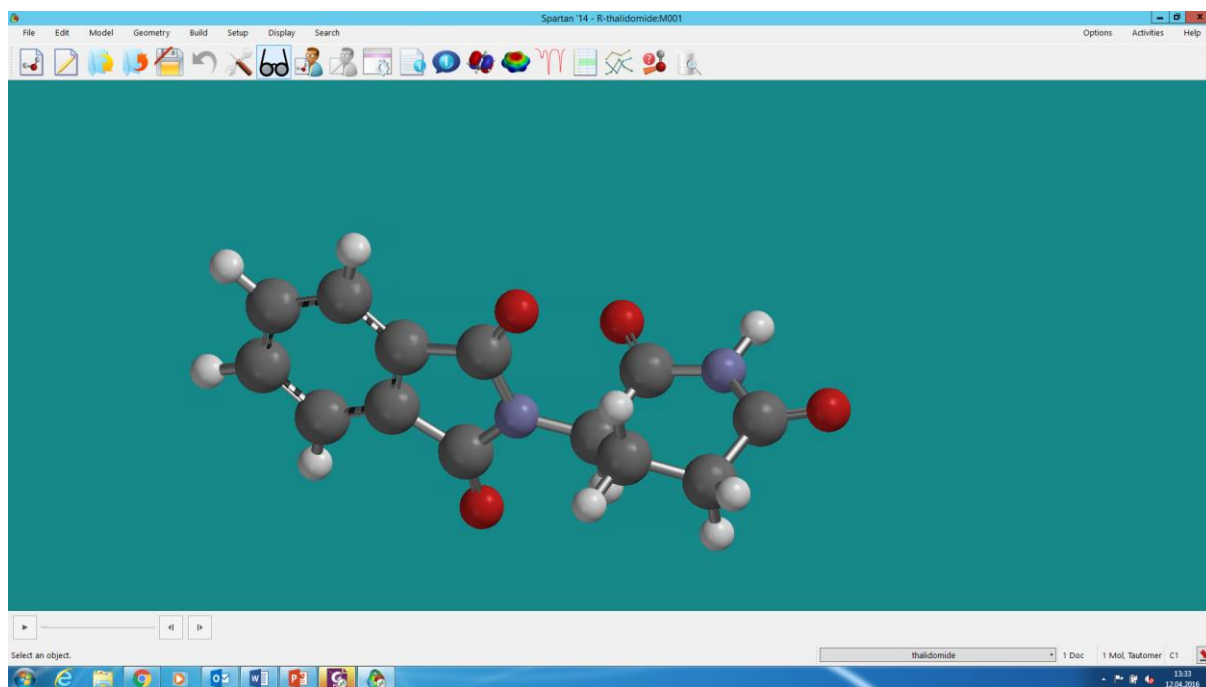 Spartan '14 - R-thalidomide:M001
File Edit Model Geometry Build Setup Display Search Options Activities Help
Select an object. thalidomide 1 Doc 1 Mol, Tautomer C1
13:33
12.04.2016